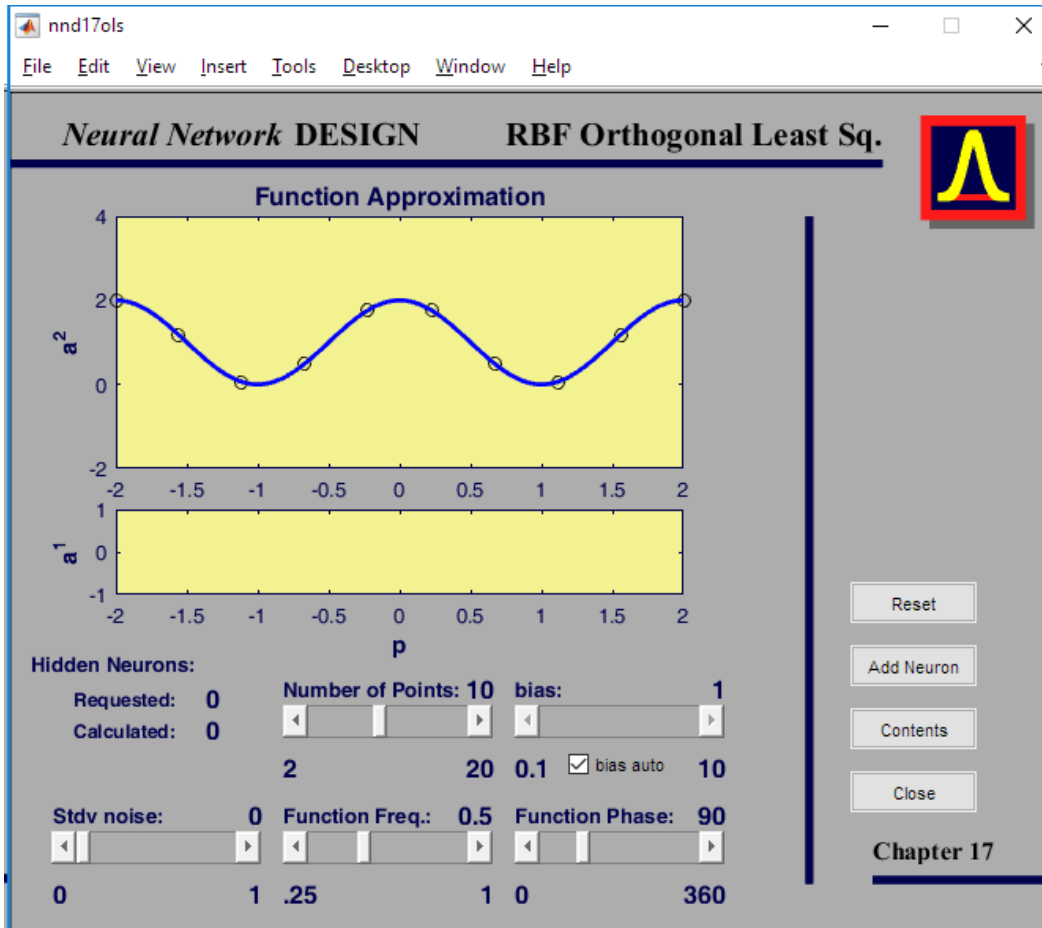 nnd17ols
File Edit View Insert Tools Desktop Window Help
Neural Network DESIGN RBF Orthogonal Least Sq.
Function Approximation
4
2
0
-2
a2
-2 -1.5 -1 -0.5 0 0.5 1 1.5 2
1
0
-1
a1
-2 -1.5 -1 -0.5 0 0.5 1 1.5 2
p
Reset
Add Neuron
Contents
Close
Hidden Neurons:
Requested: 0
Calculated: 0
Number of Points: 10
2 20
bias: 1
0.1 bias auto 10
Stdv noise: 0
0 1
Function Freq.: 0.5
.25 1
Function Phase: 90
0 360
Chapter 17